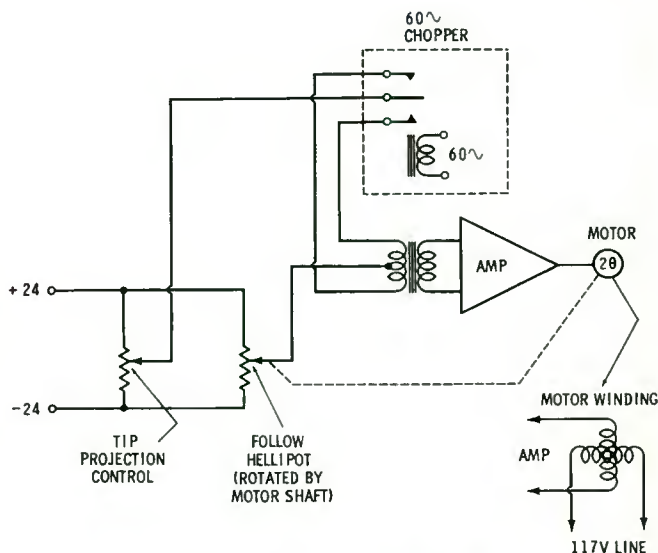 60∿
CHOPPER
60∿
AMP
MOTOR
2θ
+24
-24
TIP
PROJECTION
CONTROL
FOLLOW
HELLIPOT
(ROTATED BY
MOTOR SHAFT)
MOTOR WINDING
AMP
117V LINE